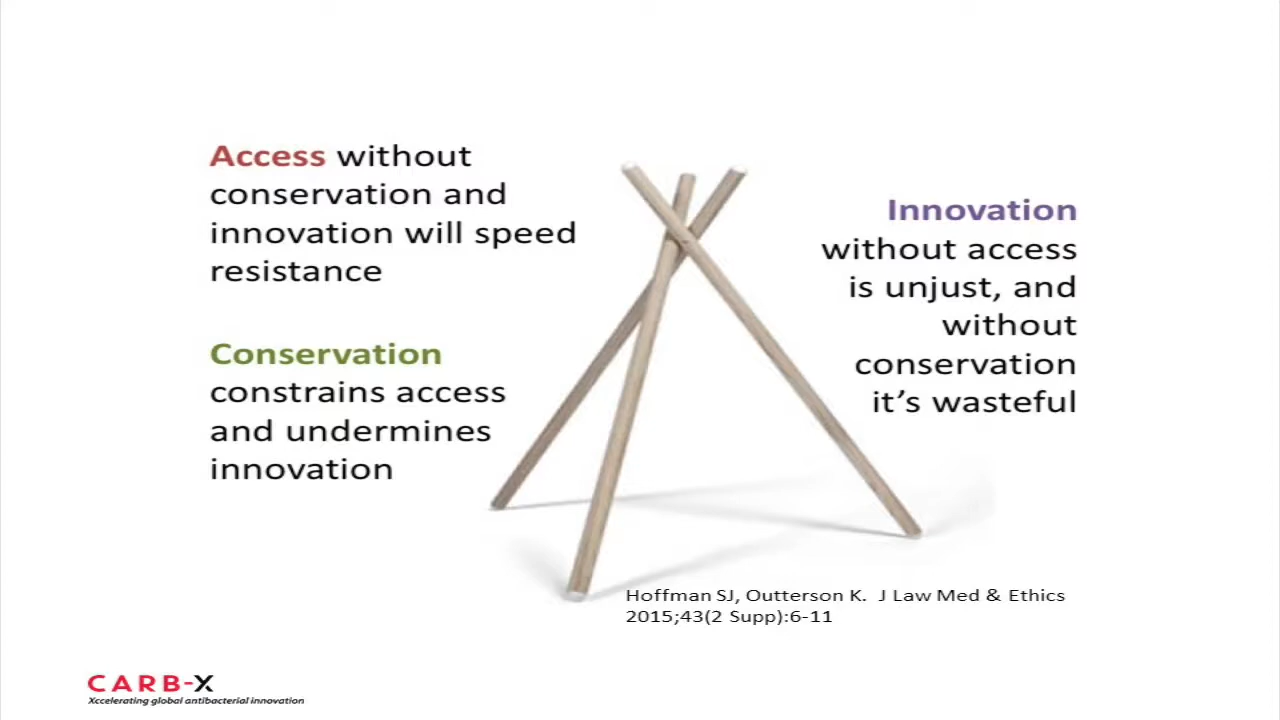 Access without
conservation and
innovation will speed
resistance
Conservation
constrains access
and undermines
innovation
Innovation
without access
is unjust, and
without
conservation
it’s wasteful
Hoffman SJ, Outterson K. J Law Med & Ethics
2015;43(2 Supp):6-11
CARB-X
Xccelerating global antibacterial innovation